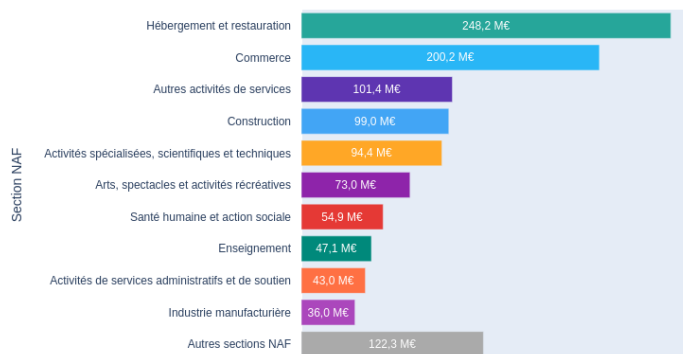 Section NAF
Hébergement et restauration 248,2 M€
Commerce 200,2 M€
Autres activités de services 101,4 M€
Construction 99,0 M€
Activités spécialisées, scientifiques et techniques 94,4 M€
Arts, spectacles et activités récréatives 73,0 M€
Santé humaine et action sociale 54,9 M€
Enseignement 47,1 M€
Activités de services administratifs et de soutien 43,0 M€
Industrie manufacturière 36,0 M€
Autres sections NAF 122,3 M€